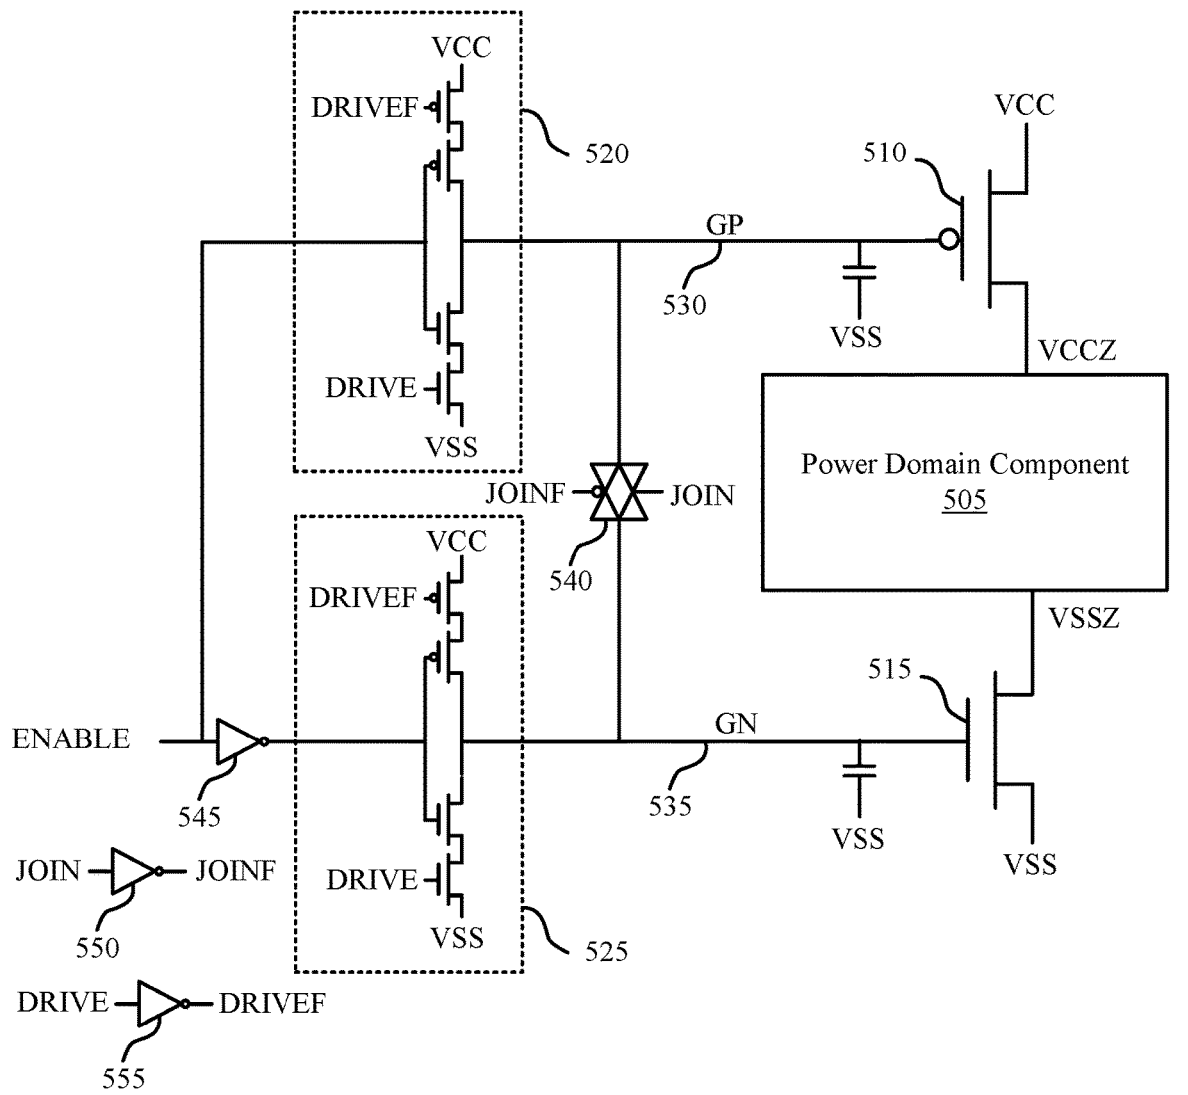 VCC
DRIVEF
520
VCC
510
GP
530
VSS
VCCZ
DRIVE
VSS
Power Domain Component
505
JOINF
JOIN
540
VCC
DRIVEF
VSSZ
515
GN
535
ENABLE
545
VSS
VSS
JOIN
JOINF
DRIVE
550
VSS
525
DRIVE
DRIVEF
555